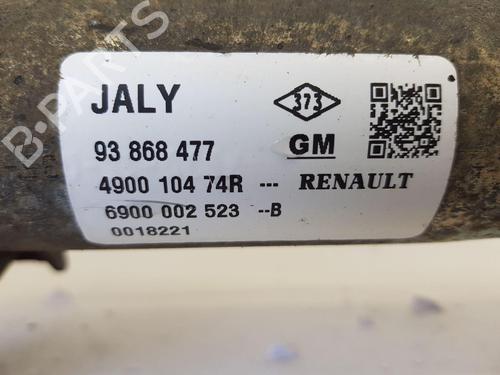 JALY
373
93 868 477
GM
4900 104 74R ---
RENAULT
6900 002 523 --B
0018221
B-PARTS